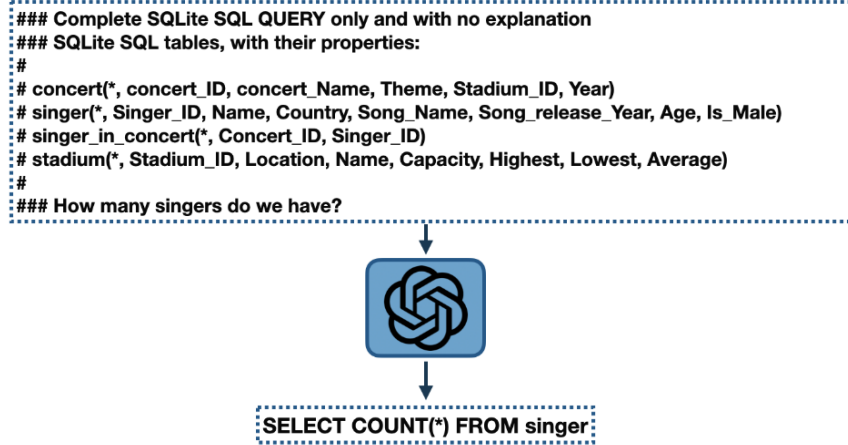 ### Complete SQLite SQL QUERY only and with no explanation
### SQLite SQL tables, with their properties:
#
# concert(*, concert_ID, concert_Name, Theme, Stadium_ID, Year)
# singer(*, Singer_ID, Name, Country, Song_Name, Song_release_Year, Age, Is_Male)
# singer_in_concert(*, Concert_ID, Singer_ID)
# stadium(*, Stadium_ID, Location, Name, Capacity, Highest, Lowest, Average)
#
### How many singers do we have?
SELECT COUNT(*) FROM singer